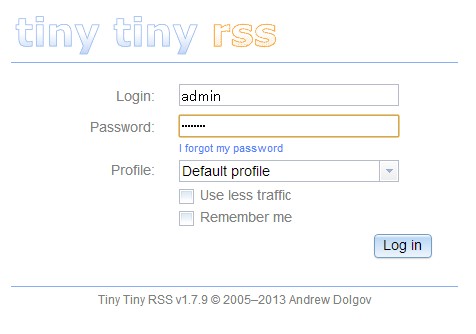 tiny tiny rss
Login: admin
Password: ••••••••
I forgot my password
Profile: Default profile
Use less traffic
Remember me
Log in
Tiny Tiny RSS v1.7.9 © 2005–2013 Andrew Dolgov